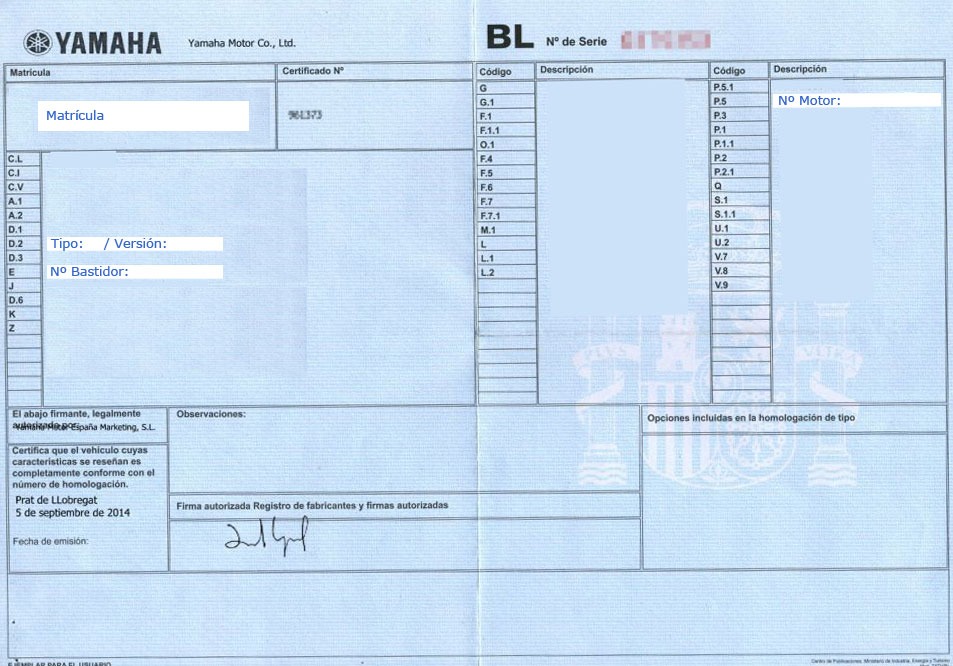 YAMAHA
Yamaha Motor Co., Ltd.
BL Nº de Serie
Matrícula
Certificado Nº
Matrícula
961373
C.L
C.I
C.V
A.1
A.2
D.1
D.2
D.3
E
J
D.6
K
Z
Tipo: / Versión:
Nº Bastidor:
Código
Descripción
G
G.1
F.1
F.1.1
O.1
F.4
F.5
F.6
F.7
F.7.1
M.1
L
L.1
L.2
Código
Descripción
P.5.1
P.5
P.3
P.1
P.1.1
P.2
P.2.1
Q
S.1
S.1.1
U.1
U.2
V.7
V.8
V.9
Nº Motor:
PLVS
VLTRA
El abajo firmante, legalmente
autorizado por:
Yamaha Motor España Marketing, S.L.
Certifica que el vehículo cuyas
características se reseñan es
completamente conforme con el
número de homologación.
Prat de LLobregat
5 de septiembre de 2014
Fecha de emisión:
Observaciones:
Firma autorizada Registro de fabricantes y firmas autorizadas
Opciones incluidas en la homologación de tipo
EJEMPLAR PARA EL USUARIO
Centro de Publicaciones. Ministerio de Industria, Energía y Turismo